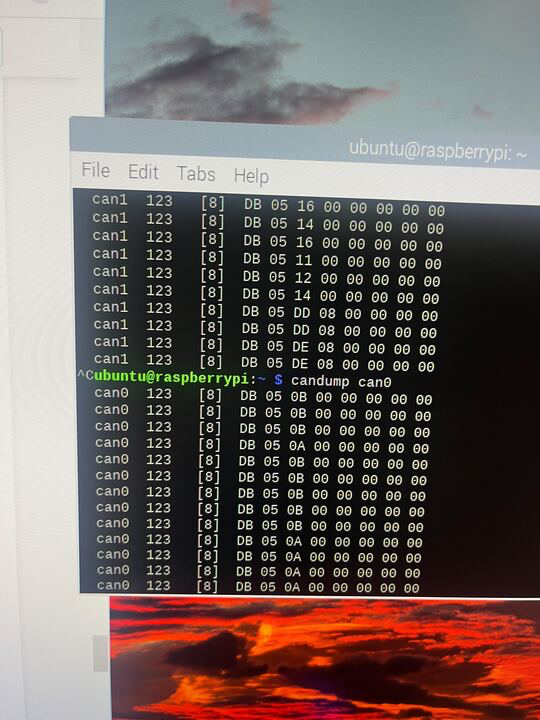 ubuntu@raspberrypi: ~
File Edit Tabs Help
can1 123 [8] DB 05 16 00 00 00 00 00
can1 123 [8] DB 05 14 00 00 00 00 00
can1 123 [8] DB 05 16 00 00 00 00 00
can1 123 [8] DB 05 11 00 00 00 00 00
can1 123 [8] DB 05 12 00 00 00 00 00
can1 123 [8] DB 05 14 00 00 00 00 00
can1 123 [8] DB 05 DD 08 00 00 00 00
can1 123 [8] DB 05 DD 08 00 00 00 00
can1 123 [8] DB 05 DE 08 00 00 00 00
can1 123 [8] DB 05 DE 08 00 00 00 00
^Cubuntu@raspberrypi:~ $ candump can0
can0 123 [8] DB 05 0B 00 00 00 00 00
can0 123 [8] DB 05 0B 00 00 00 00 00
can0 123 [8] DB 05 0B 00 00 00 00 00
can0 123 [8] DB 05 0A 00 00 00 00 00
can0 123 [8] DB 05 0B 00 00 00 00 00
can0 123 [8] DB 05 0B 00 00 00 00 00
can0 123 [8] DB 05 0B 00 00 00 00 00
can0 123 [8] DB 05 0B 00 00 00 00 00
can0 123 [8] DB 05 0B 00 00 00 00 00
can0 123 [8] DB 05 0A 00 00 00 00 00
can0 123 [8] DB 05 0A 00 00 00 00 00
can0 123 [8] DB 05 0A 00 00 00 00 00
can0 123 [8] DB 05 0A 00 00 00 00 00